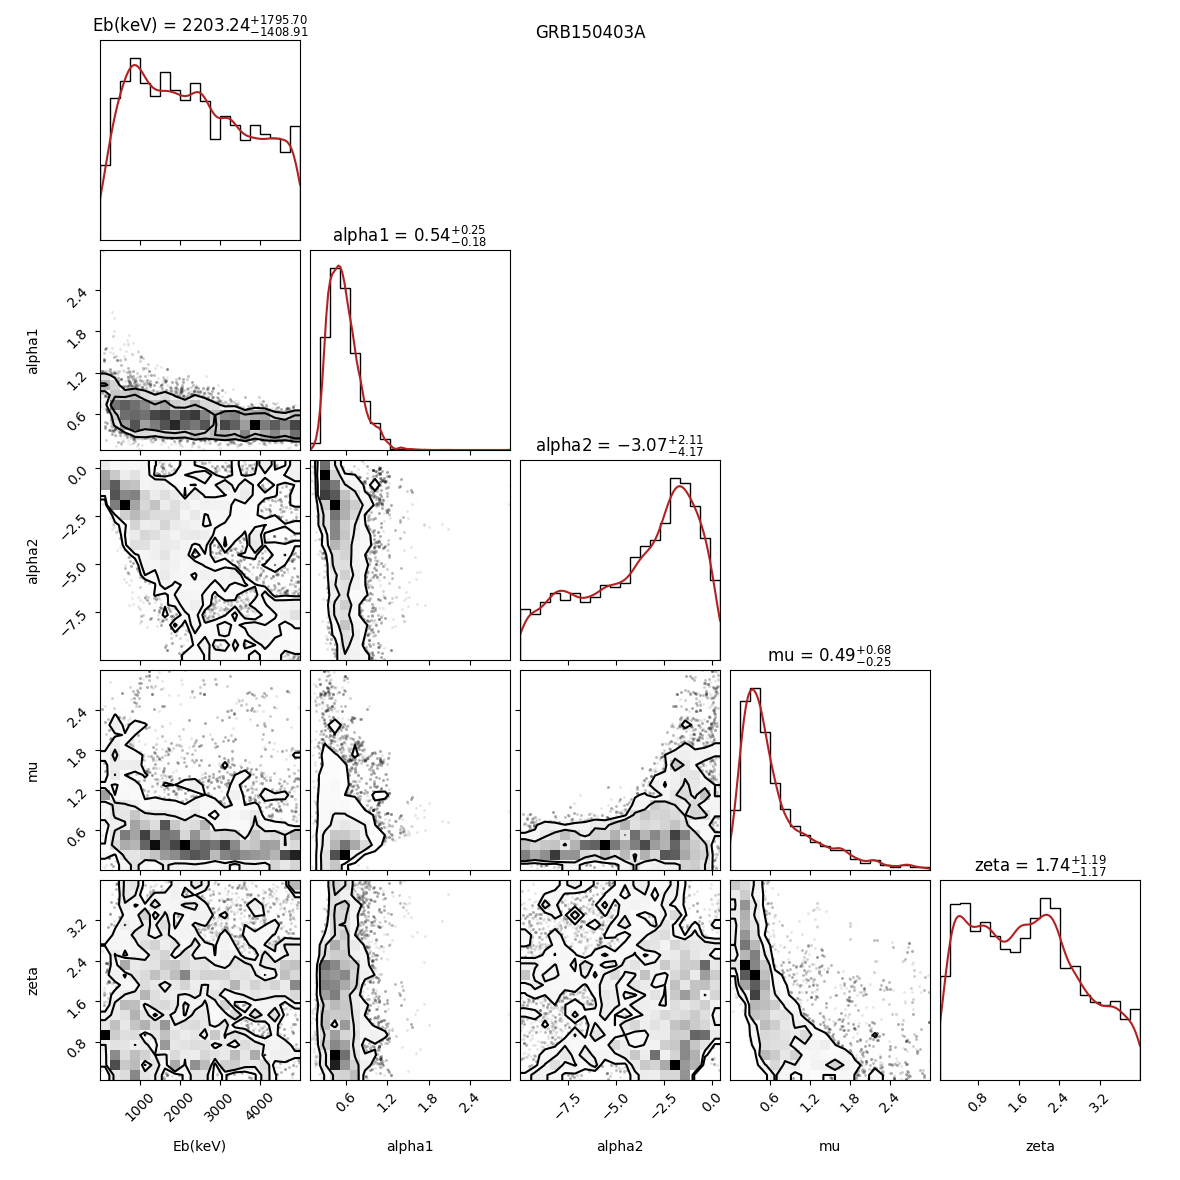 GRB150403A
Eb(keV) = 2203.24+1795.70−1408.91
alpha1 = 0.54+0.25−0.18
alpha1
2.4
1.8
1.2
0.6
alpha2 = −3.07+2.11−4.17
alpha2
0.0
−2.5
−5.0
−7.5
mu = 0.49+0.68−0.25
mu
2.4
1.8
1.2
0.6
zeta = 1.74+1.19−1.17
zeta
3.2
2.4
1.6
0.8
1000 2000 3000 4000 0.6 1.2 1.8 2.4 −7.5 −5.0 −2.5 0.0 0.6 1.2 1.8 2.4 0.8 1.6 2.4 3.2
Eb(keV) alpha1 alpha2 mu zeta